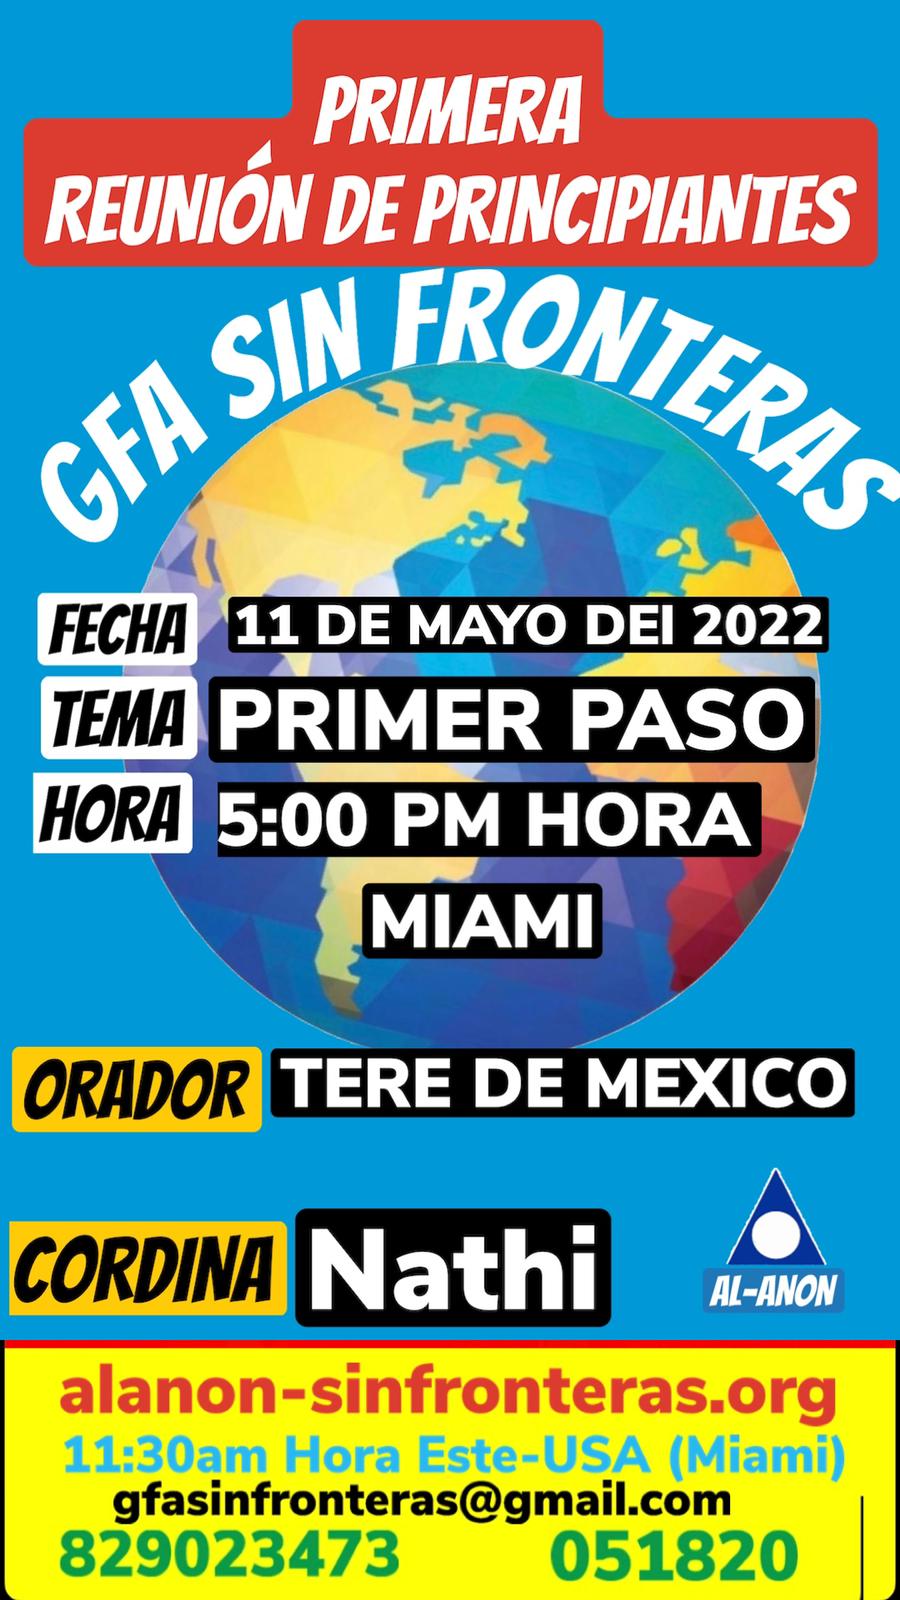 PRIMERA
REUNIÓN DE PRINCIPIANTES
GFA SIN FRONTERAS
FECHA 11 DE MAYO DEl 2022
TEMA PRIMER PASO
HORA 5:00 PM HORA
MIAMI
ORADOR TERE DE MEXICO
CORDINA Nathi
AL-ANON
alanon-sinfronteras.org
11:30am Hora Este-USA (Miami)
gfasinfronteras@gmail.com
829023473 051820